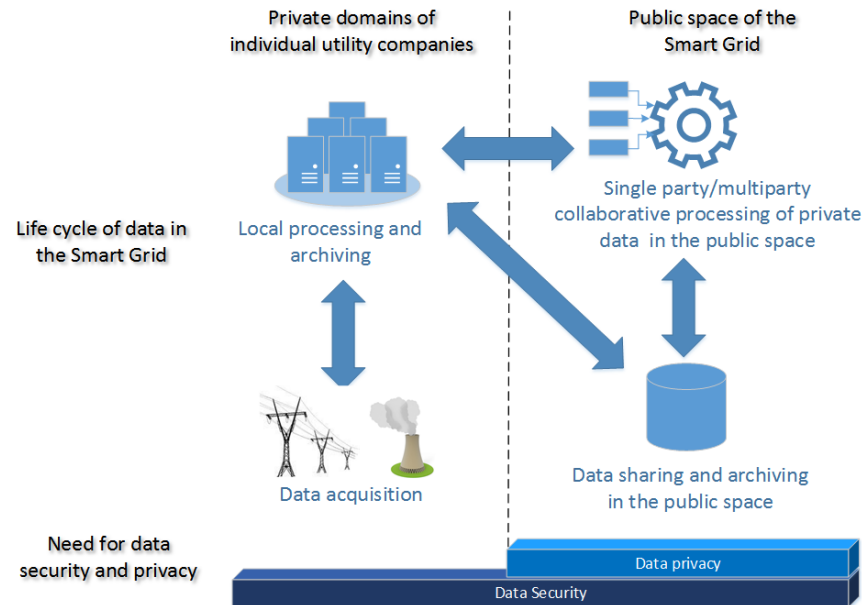 Private domains of
individual utility companies
Public space of the
Smart Grid
Life cycle of data in
the Smart Grid
Local processing and
archiving
Single party/multiparty
collaborative processing of private
data in the public space
Data acquisition
Data sharing and archiving
in the public space
Need for data
security and privacy
Data privacy
Data Security